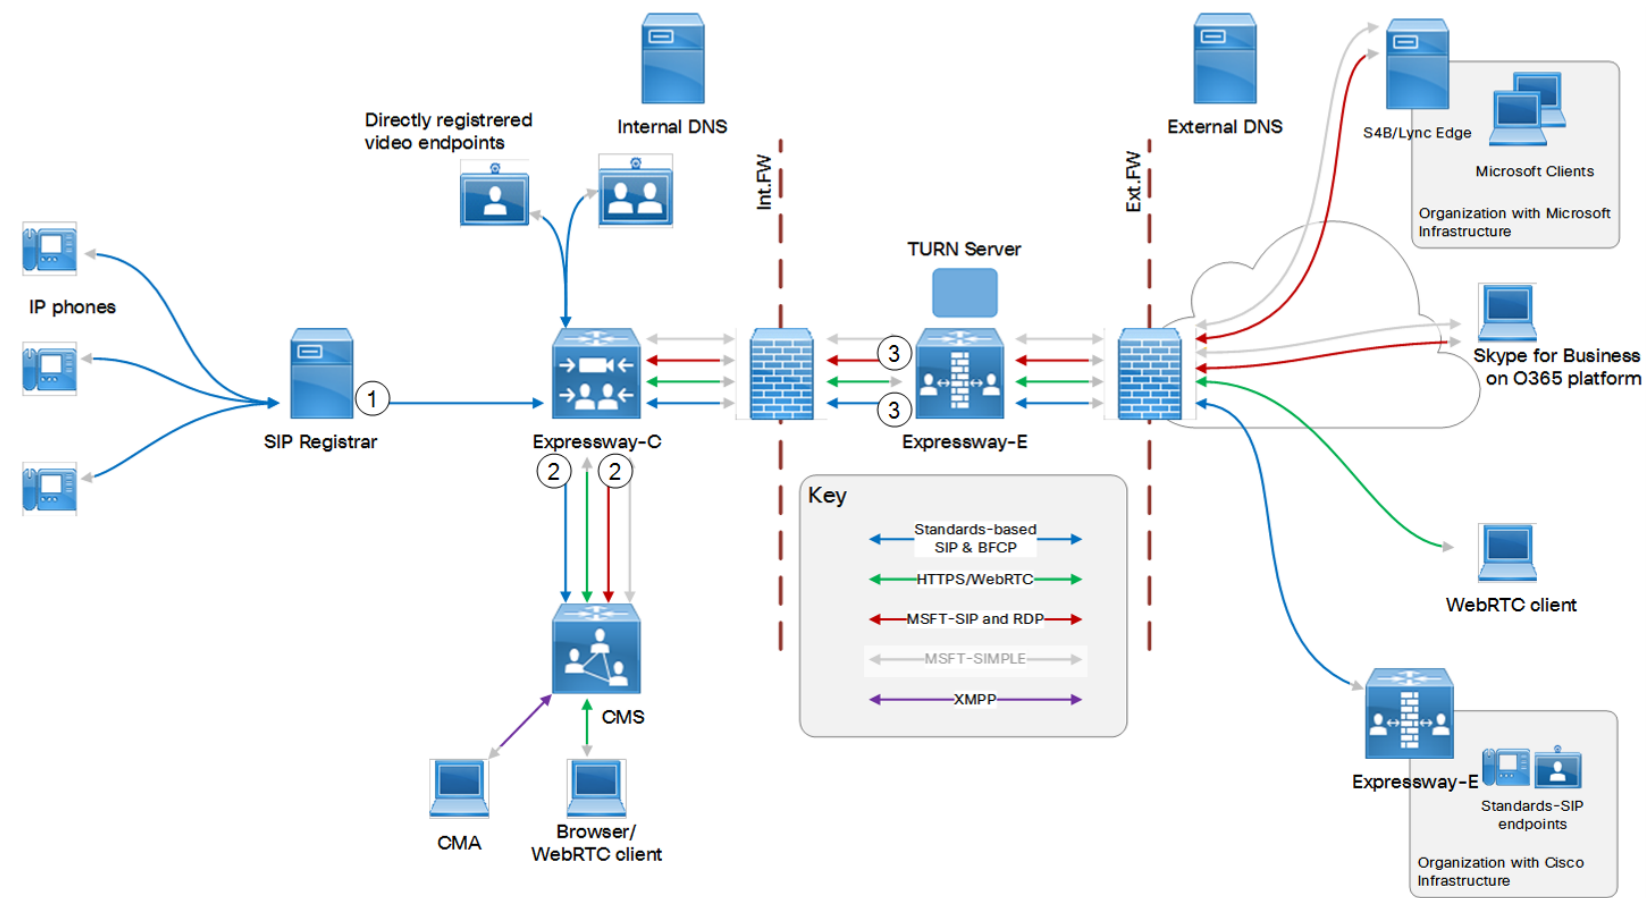 Directly registrered
video endpoints
Internal DNS
External DNS
Int.FW
Ext.FW
S4B/Lync Edge
Microsoft Clients
Organization with Microsoft
Infrastructure
TURN Server
IP phones
SIP Registrar
1
Expressway-C
2
2
3
3
Expressway-E
Skype for Business
on O365 platform
Key
Standards-based
SIP & BFCP
HTTPS/WebRTC
MSFT-SIP and RDP
MSFT-SIMPLE
XMPP
WebRTC client
CMS
CMA
Browser/
WebRTC client
Expressway-E
Standards-SIP
endpoints
Organization with Cisco
Infrastructure